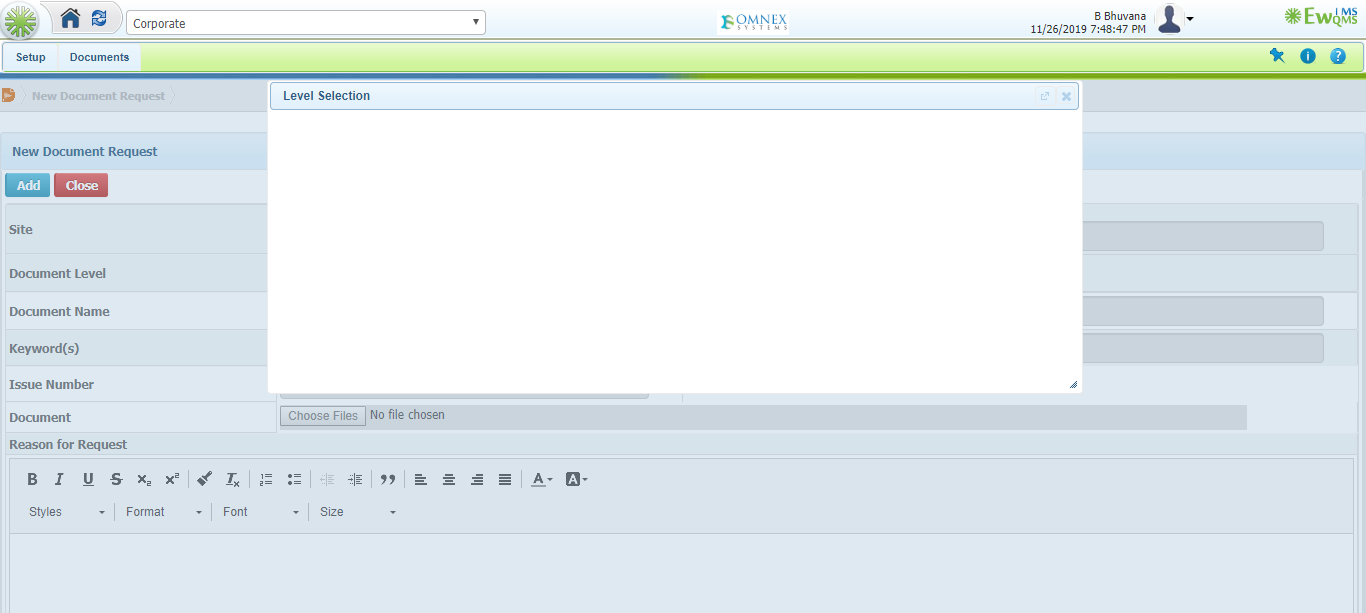 Corporate
OMNEX
SYSTEMS
B Bhuvana
11/26/2019 7:48:47 PM
EwQMS
iMS
Setup
Documents
New Document Request
Level Selection
New Document Request
Add
Close
Site
Document Level
Document Name
Keyword(s)
Issue Number
Document
Choose Files No file chosen
Reason for Request
Styles
Format
Font
Size